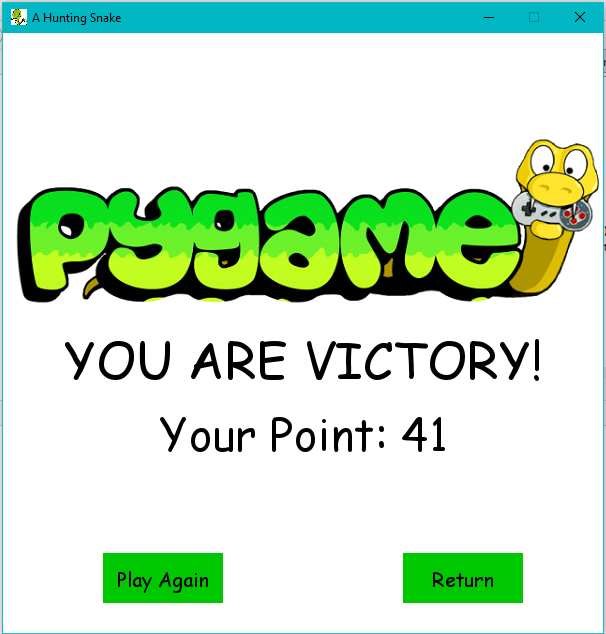 A Hunting Snake
pygame
YOU ARE VICTORY!
Your Point: 41
Play Again
Return